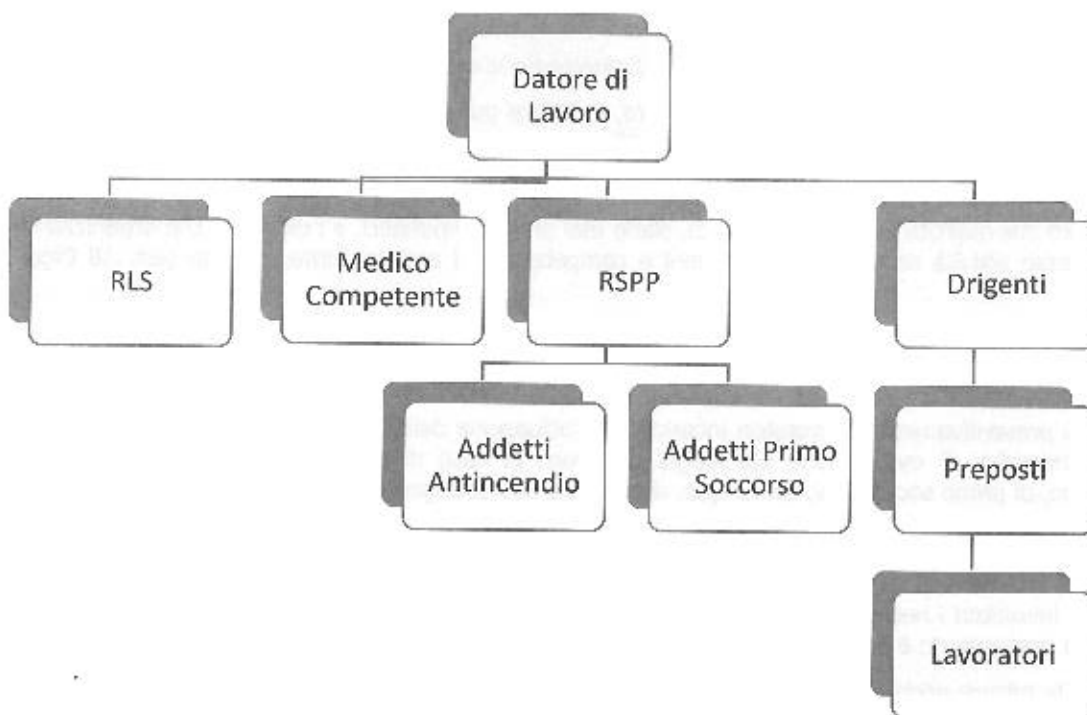 Datore di
Lavoro
RLS
Medico
Competente
RSPP
Drigenti
Addetti
Antincendio
Addetti Primo
Soccorso
Preposti
Lavoratori